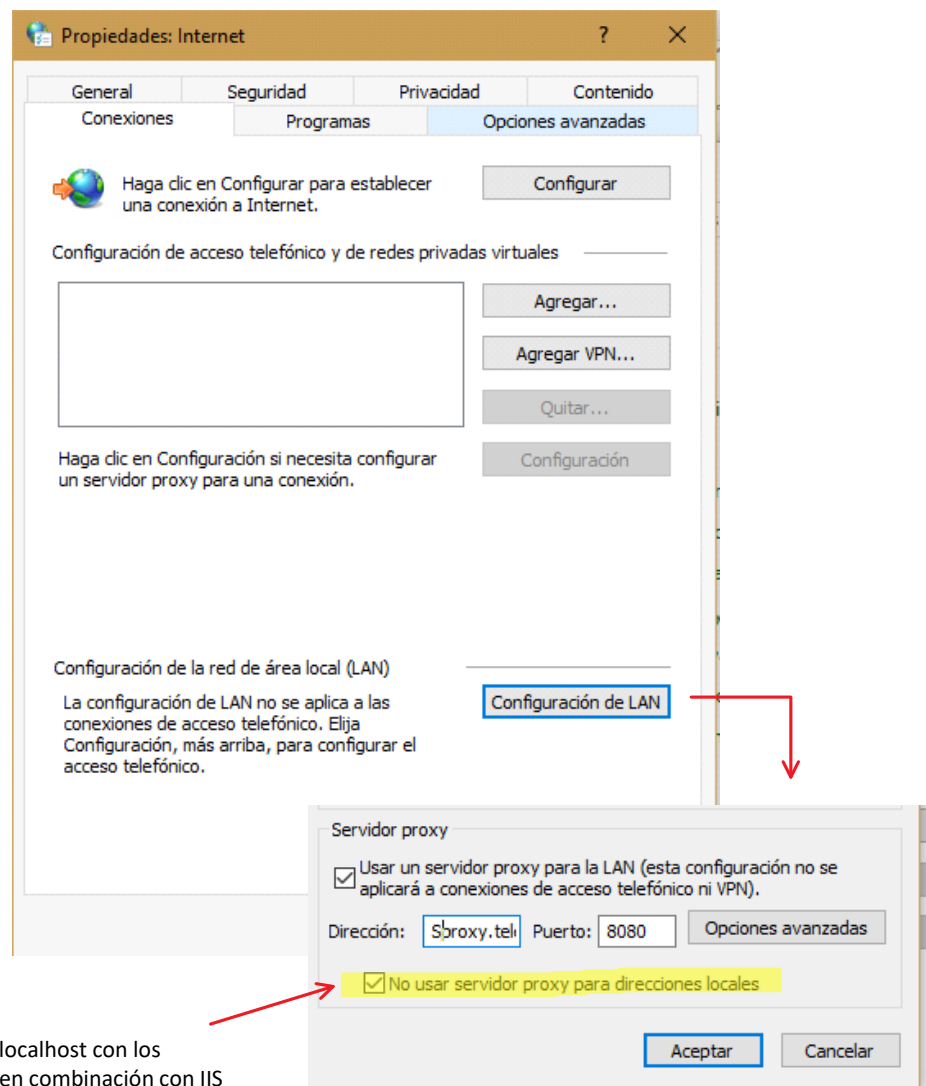 Propiedades: Internet ? ✕
General Seguridad Privacidad Contenido
Conexiones Programas Opciones avanzadas
Haga clic en Configurar para establecer
una conexión a Internet.
Configurar
Configuración de acceso telefónico y de redes privadas virtuales
Agregar...
Agregar VPN...
Quitar...
Haga clic en Configuración si necesita configurar
un servidor proxy para una conexión.
Configuración
Configuración de la red de área local (LAN)
La configuración de LAN no se aplica a las
conexiones de acceso telefónico. Elija
Configuración, más arriba, para configurar el
acceso telefónico.
Configuración de LAN
Servidor proxy
Usar un servidor proxy para la LAN (esta configuración no se
aplicará a conexiones de acceso telefónico ni VPN).
Dirección: Sproxy.tel Puerto: 8080 Opciones avanzadas
No usar servidor proxy para direcciones locales
Aceptar Cancelar
localhost con los
en combinación con IIS